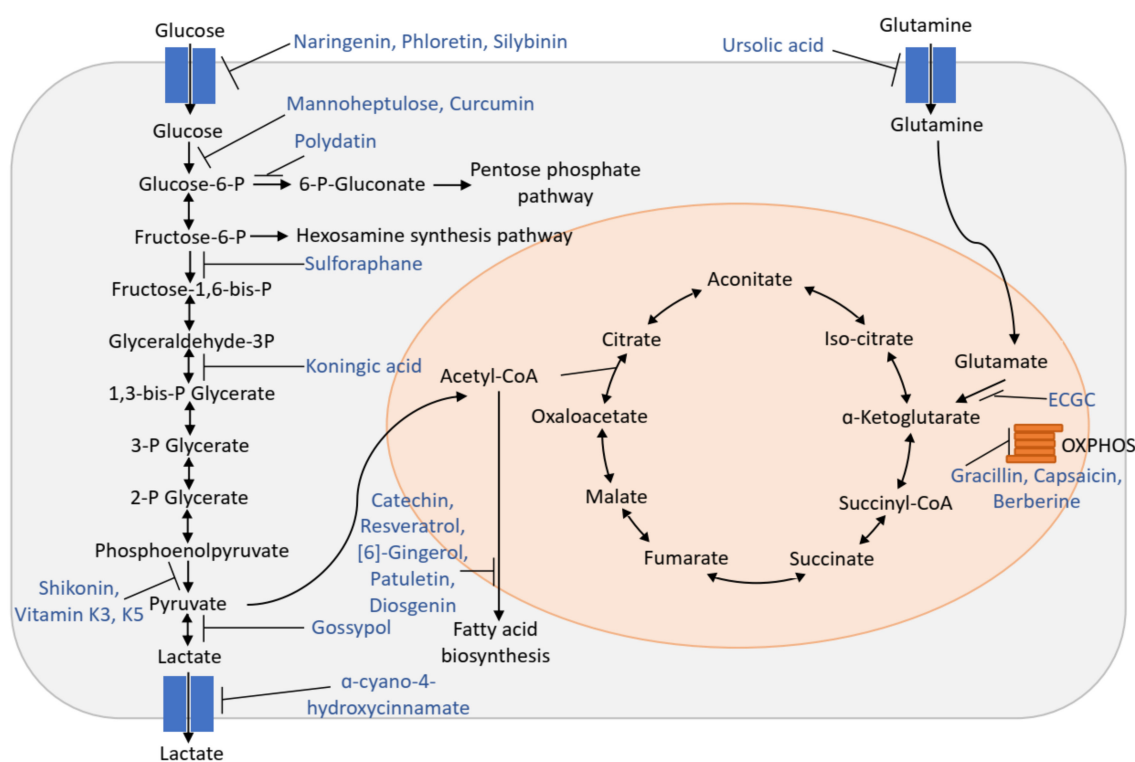 Glucose
Naringenin, Phloretin, Silybinin
Ursolic acid
Glutamine
Glucose
Mannoheptulose, Curcumin
Glutamine
Polydatin
Glucose-6-P
6-P-Gluconate
Pentose phosphate
pathway
Fructose-6-P
Hexosamine synthesis pathway
Sulforaphane
Fructose-1,6-bis-P
Glyceraldehyde-3P
Koningic acid
1,3-bis-P Glycerate
3-P Glycerate
2-P Glycerate
Phosphoenolpyruvate
Shikonin,
Vitamin K3, K5
Pyruvate
Gossypol
Lactate
α-cyano-4-
hydroxycinnamate
Lactate
Acetyl-CoA
Catechin,
Resveratrol,
[6]-Gingerol,
Patuletin,
Diosgenin
Fatty acid
biosynthesis
Aconitate
Citrate
Iso-citrate
Oxaloacetate
α-Ketoglutarate
Malate
Succinyl-CoA
Fumarate
Succinate
Glutamate
ECGC
OXPHOS
Gracillin, Capsaicin,
Berberine